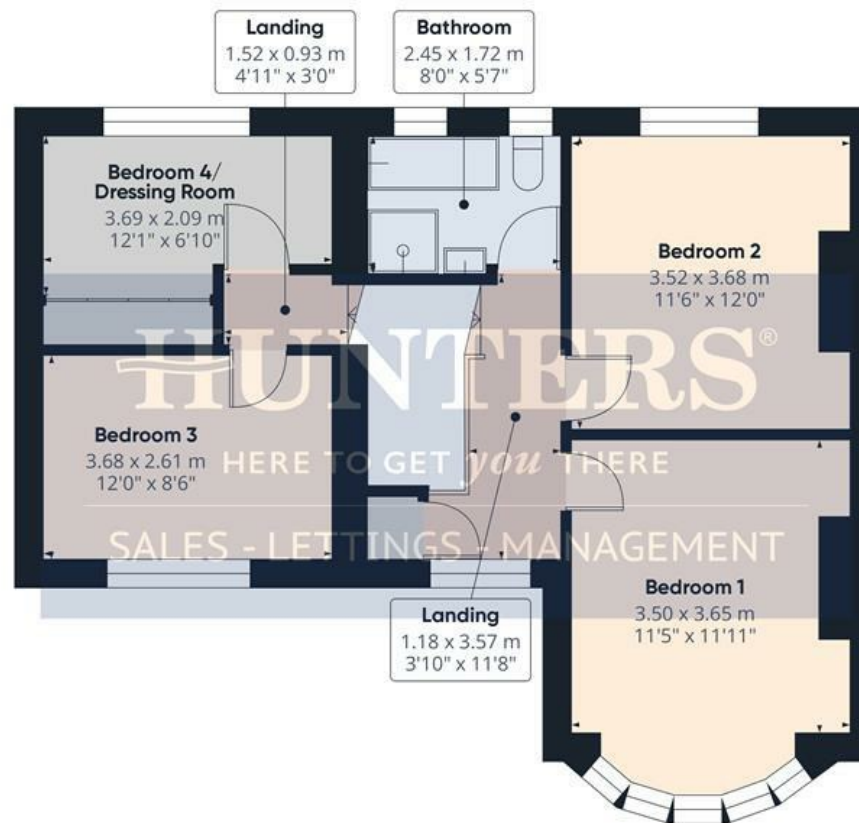 Landing
1.52 x 0.93 m
4'11" x 3'0"
Bathroom
2.45 x 1.72 m
8'0" x 5'7"
Bedroom 4/
Dressing Room
3.69 x 2.09 m
12'1" x 6'10"
Bedroom 2
3.52 x 3.68 m
11'6" x 12'0"
HUNTERS®
HERE TO GET you THERE
SALES - LETTINGS - MANAGEMENT
Bedroom 3
3.68 x 2.61 m
12'0" x 8'6"
Landing
1.18 x 3.57 m
3'10" x 11'8"
Bedroom 1
3.50 x 3.65 m
11'5" x 11'11"